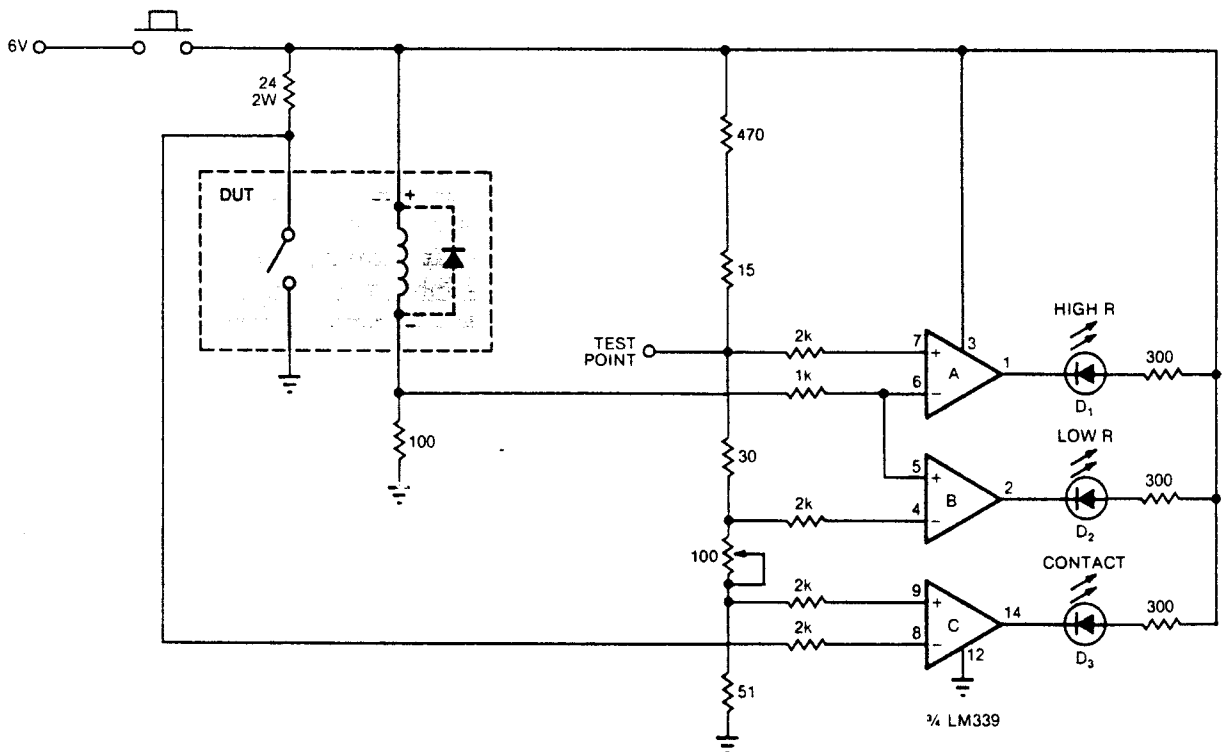 6V
24
2W
470
DUT
+
−
15
TEST
POINT
2k
1k
100
30
2k
100
2k
2k
51
7
+
6
−
A
3
1
5
+
4
−
B
2
9
+
8
−
C
14
12
HIGH R
300
D1
LOW R
300
D2
CONTACT
300
D3
¾ LM339